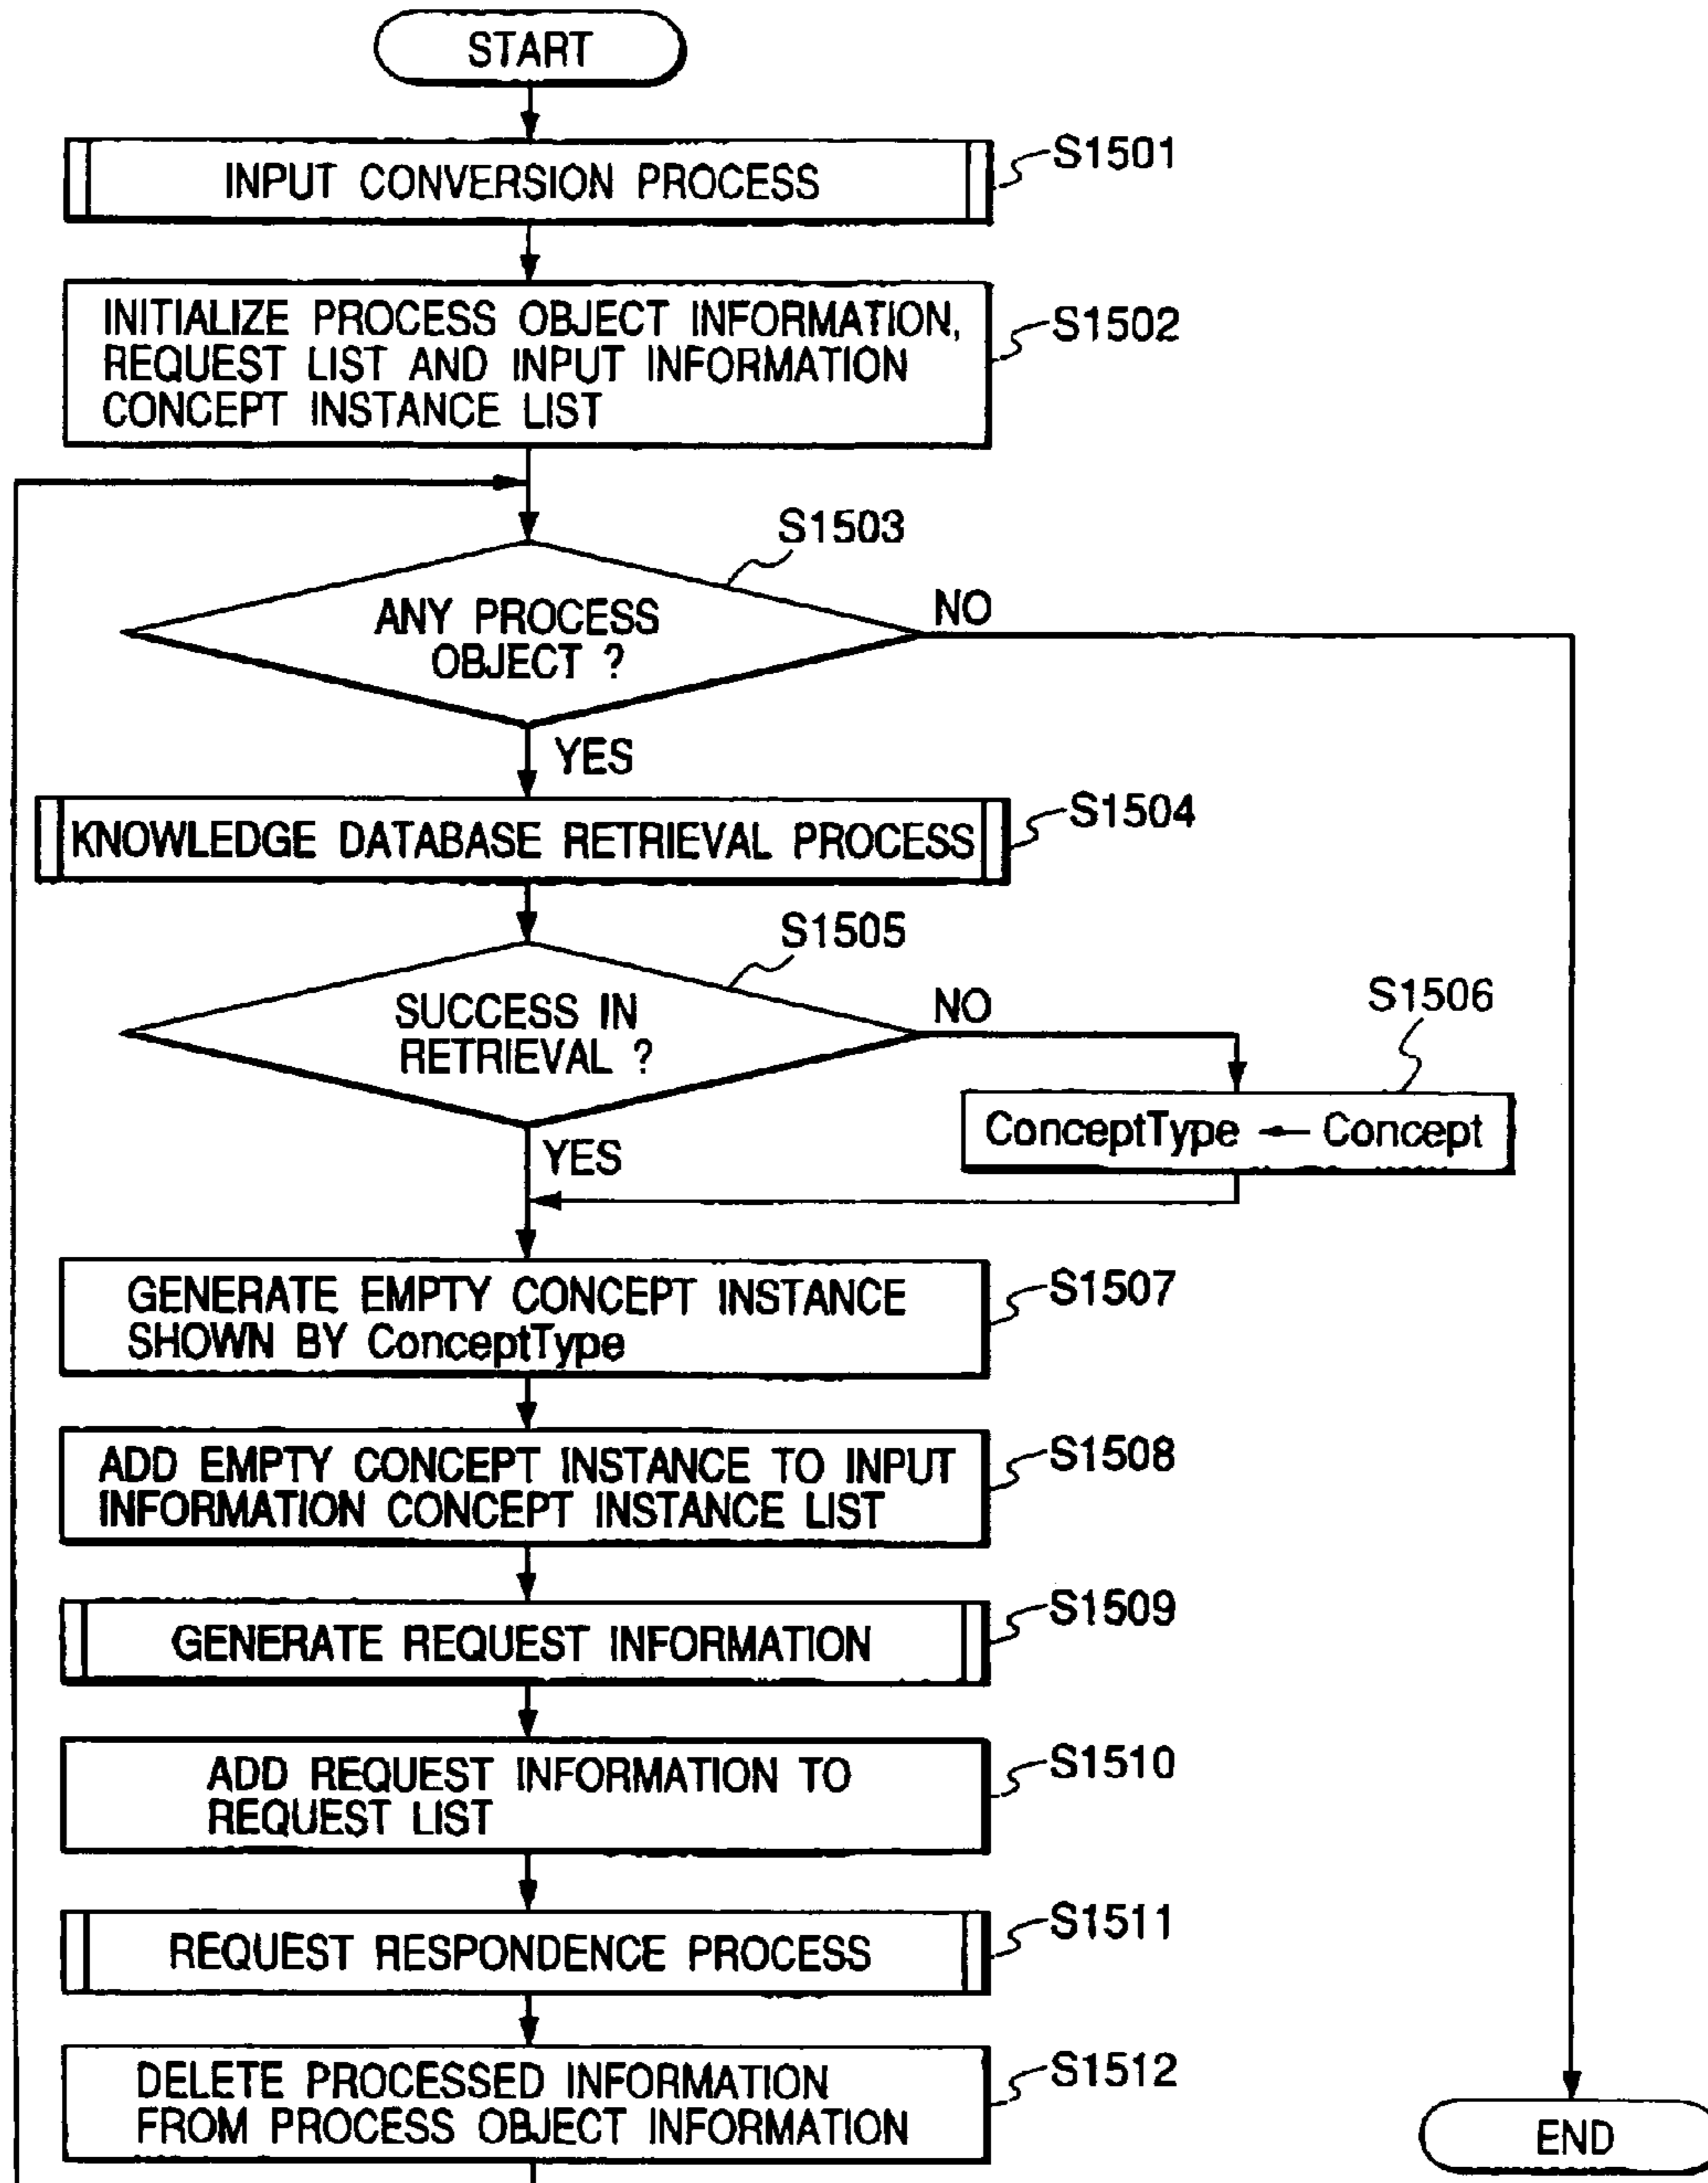 START
INPUT CONVERSION PROCESS
S1501
INITIALIZE PROCESS OBJECT INFORMATION,
REQUEST LIST AND INPUT INFORMATION
CONCEPT INSTANCE LIST
S1502
S1503
ANY PROCESS
OBJECT ?
NO
YES
KNOWLEDGE DATABASE RETRIEVAL PROCESS
S1504
S1505
SUCCESS IN
RETRIEVAL ?
NO
S1506
ConceptType ← Concept
YES
GENERATE EMPTY CONCEPT INSTANCE
SHOWN BY ConceptType
S1507
ADD EMPTY CONCEPT INSTANCE TO INPUT
INFORMATION CONCEPT INSTANCE LIST
S1508
GENERATE REQUEST INFORMATION
S1509
ADD REQUEST INFORMATION TO
REQUEST LIST
S1510
REQUEST RESPONDENCE PROCESS
S1511
DELETE PROCESSED INFORMATION
FROM PROCESS OBJECT INFORMATION
S1512
END